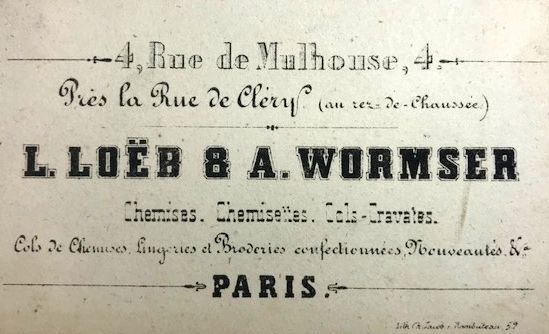 4, Rue de Mulhouse, 4.
Près la Rue de Cléry. (au rez-de-Chaussée)
L. LOËB & A. WORMSER
Chemises. Chemisettes. Cols-Cravates.
Cols de Chemises, Lingeries et Broderies confectionnées, Nouveautés, &a
PARIS.
Lith. Ch. Jacob, r. Rambuteau 59